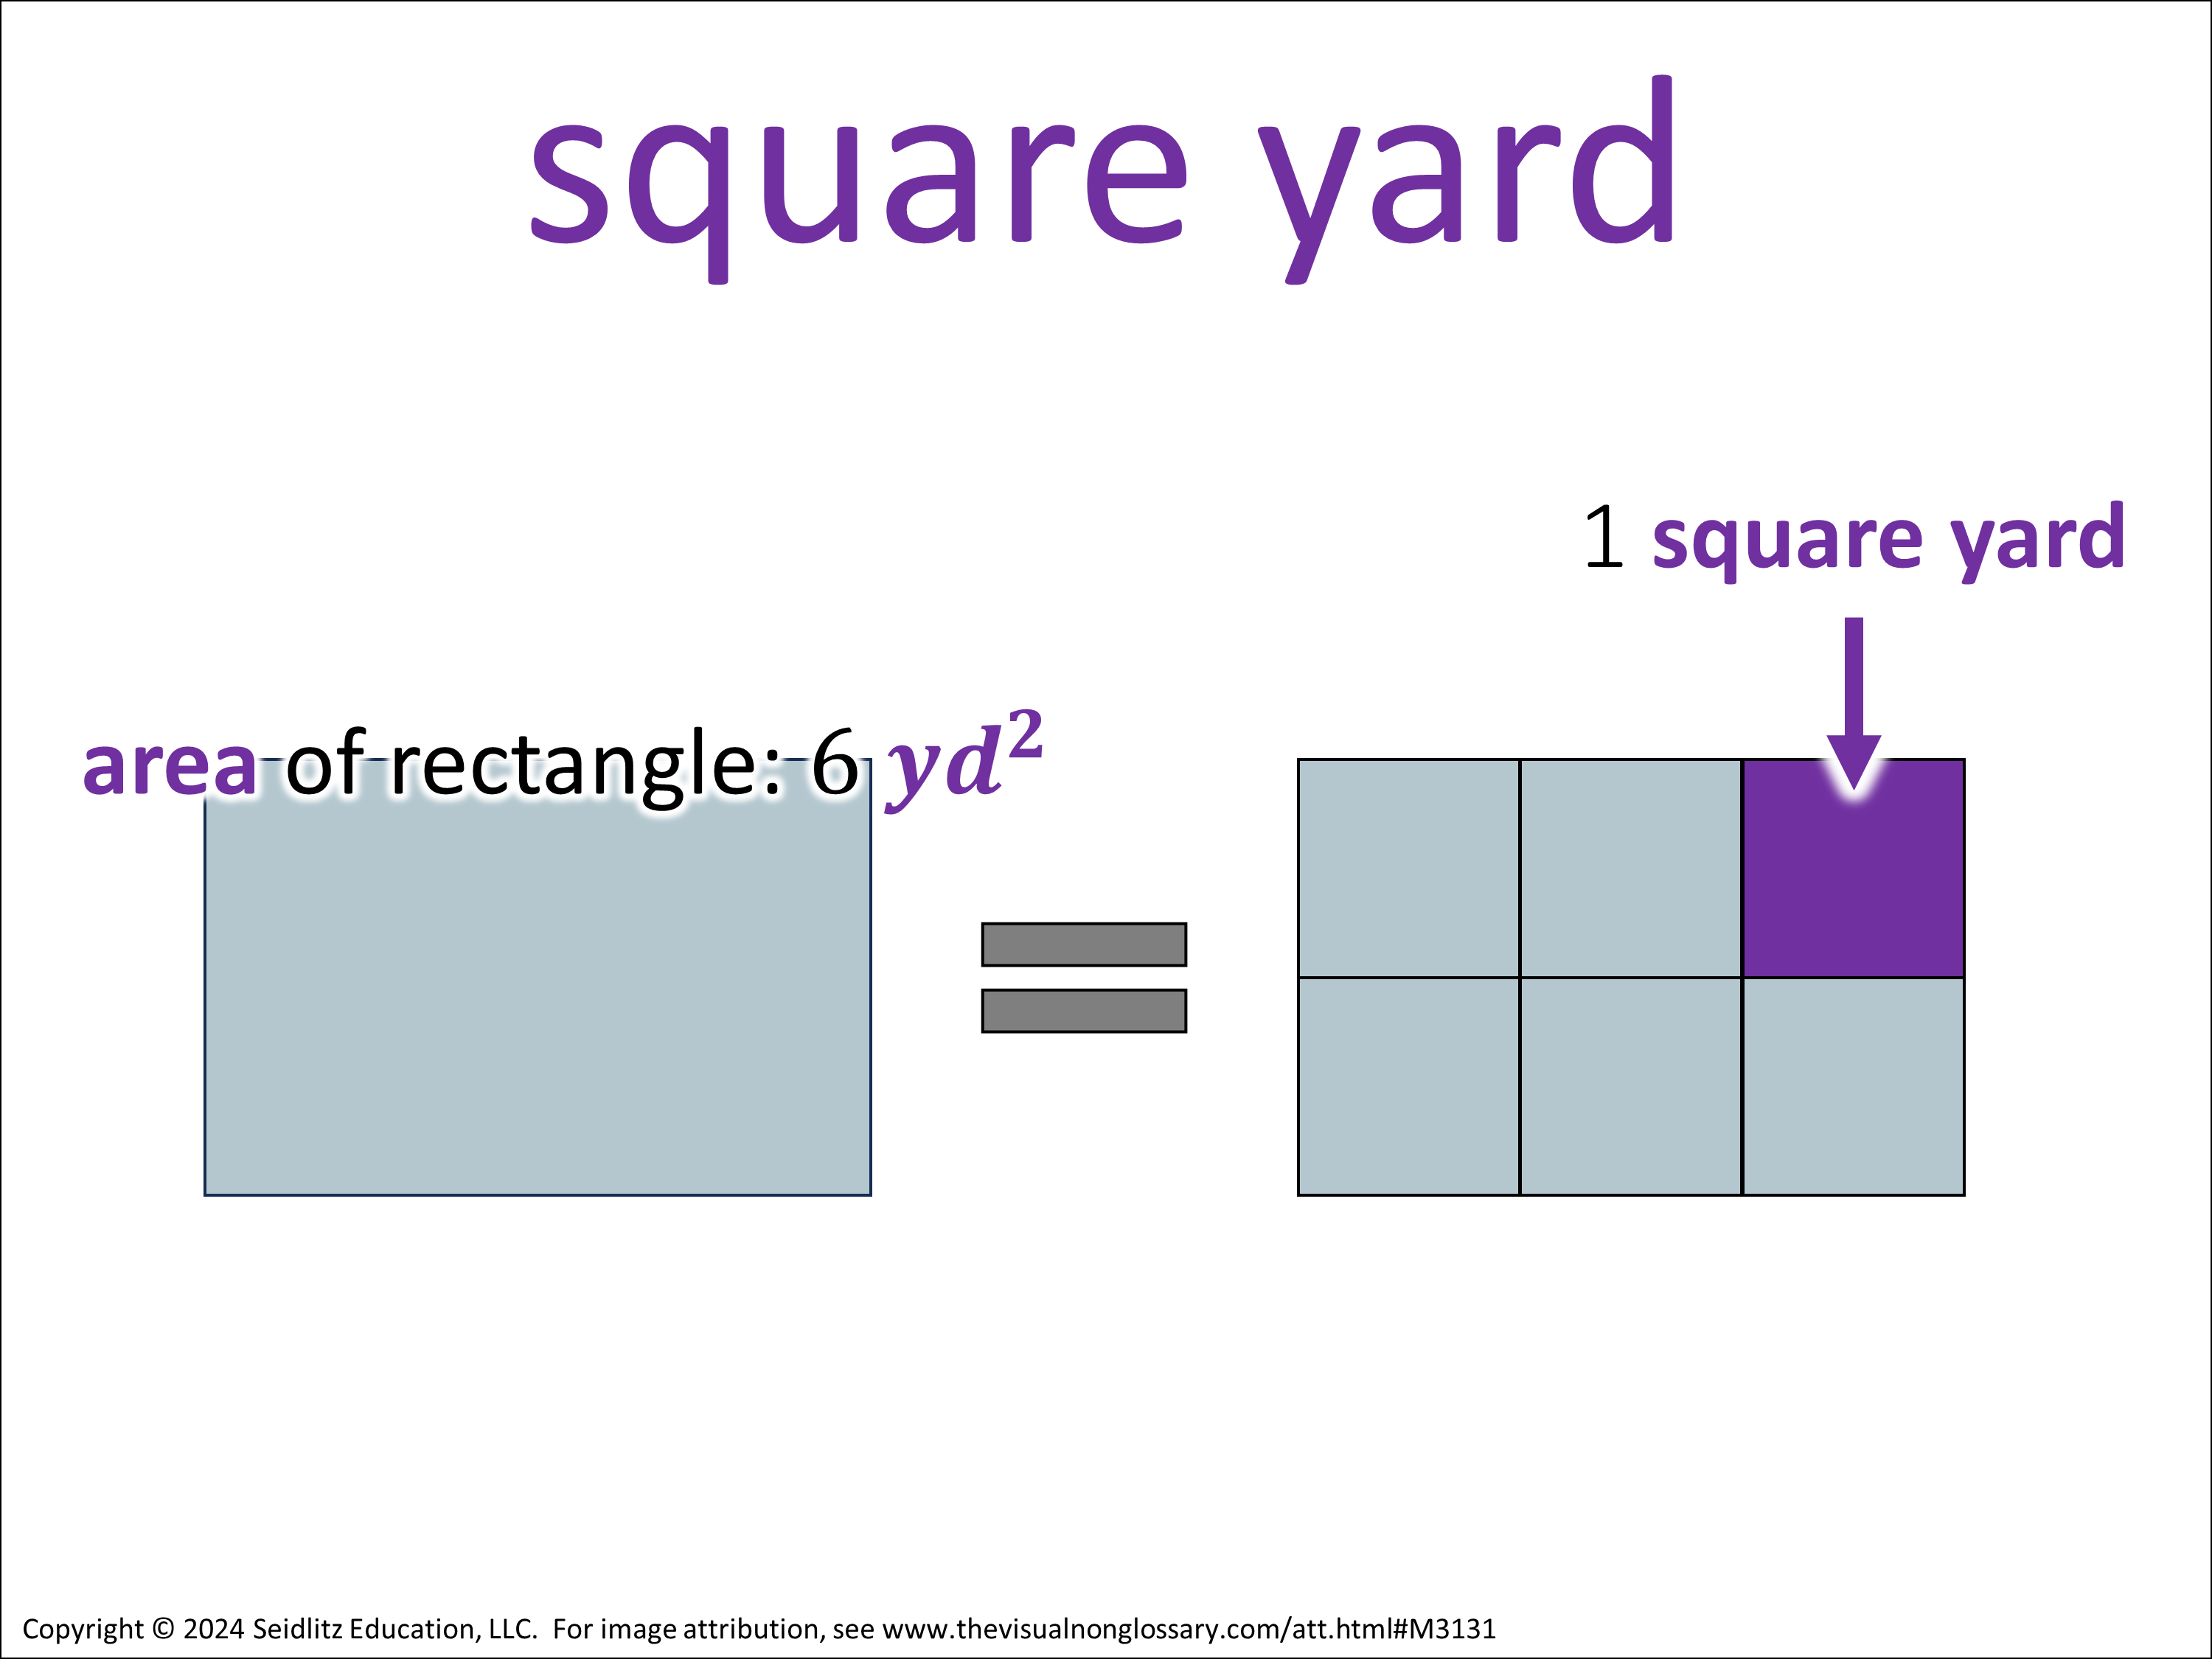 square yard
1 square yard
area of rectangle: 6 yd²
Copyright © 2024 Seidlitz Education, LLC.  For image attribution, see www.thevisualnonglossary.com/att.html#M3131